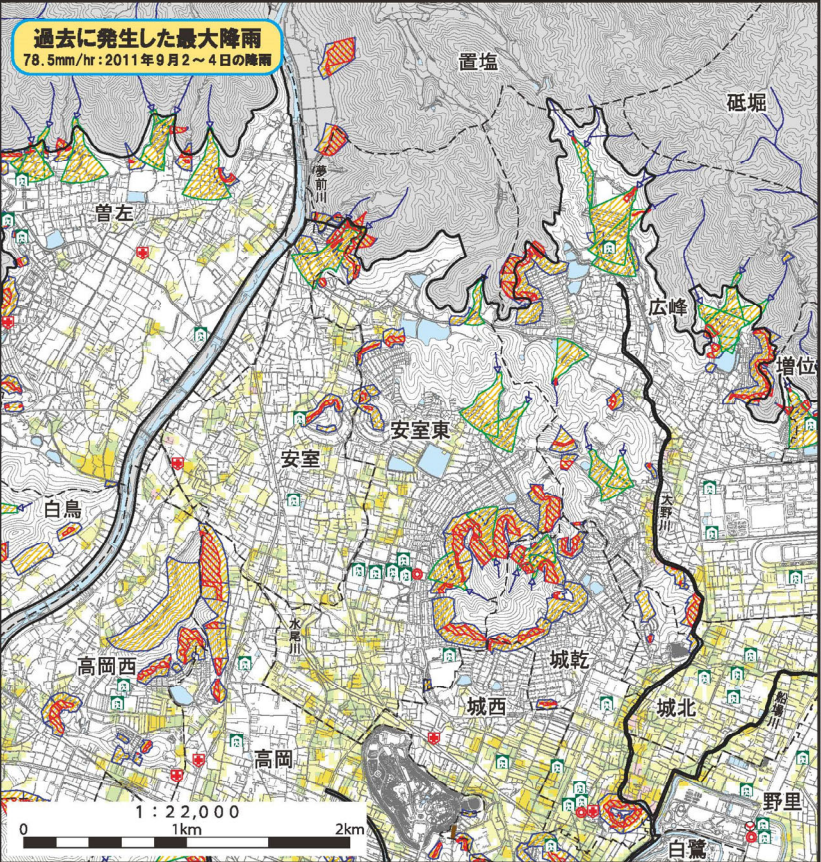 過去に発生した最大降雨
78.5mm/hr:2011年9月2~4日の降雨
置塩
砥堀
夢前川
曽左
広峰
増位
安室東
安室
白鳥
大野川
水尾川
高岡西
城乾
城西
城北
船場川
高岡
野里
白鷺
1:22,000
0 1km 2km